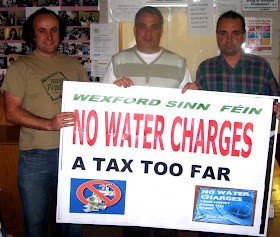 WEXFORD SINN FÉIN
NO WATER CHARGES
A TAX TOO FAR
NO WATER
CHARGES